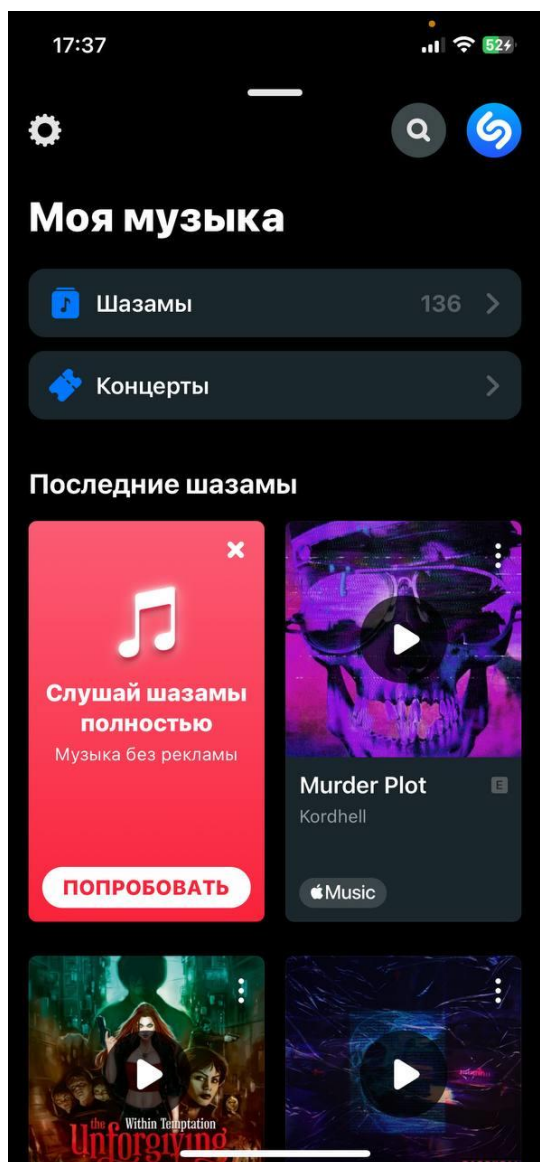 17:37
52
Моя музыка
Шазамы 136
Концерты
Последние шазамы
Слушай шазамы
полностью
Музыка без рекламы
ПОПРОБОВАТЬ
Murder Plot E
Kordhell
Music
the Within Temptation
Unforgiving